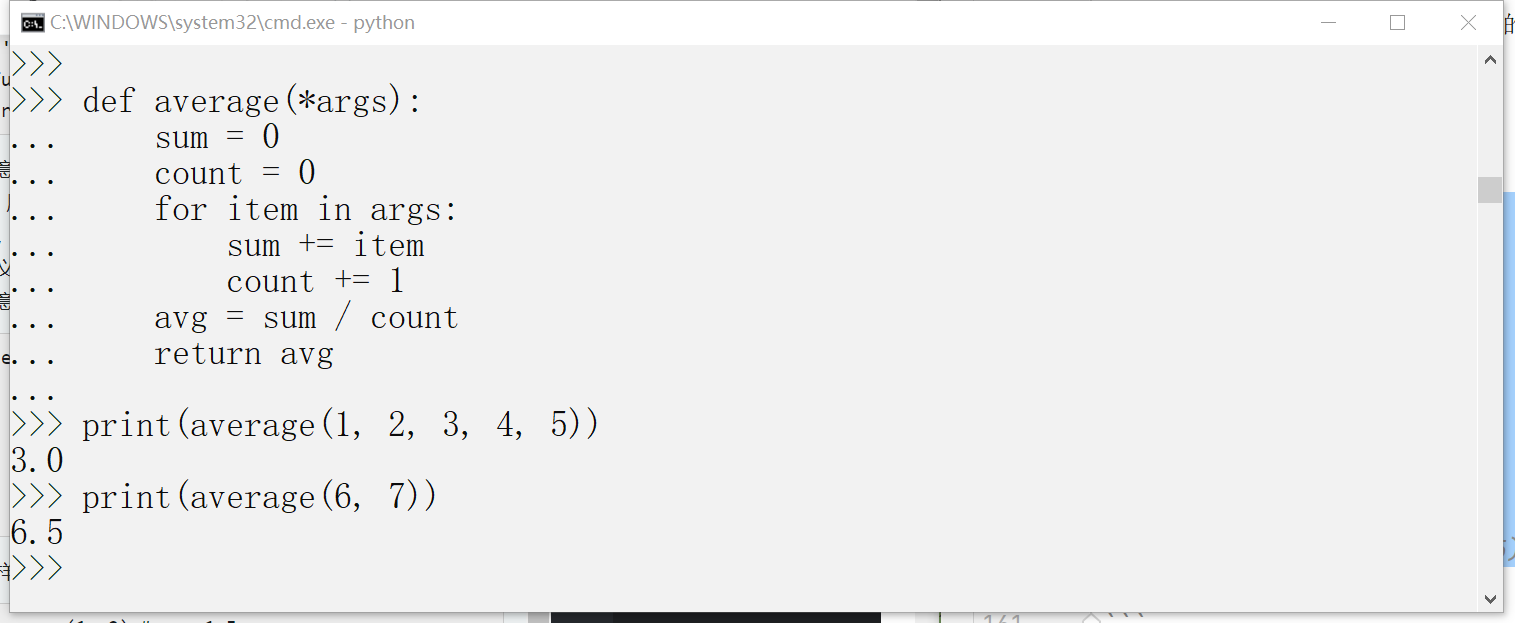 C:\WINDOWS\system32\cmd.exe - python
>>>
>>> def average(*args):
...     sum = 0
...     count = 0
...     for item in args:
...         sum += item
...         count += 1
...     avg = sum / count
...     return avg
...
>>> print(average(1, 2, 3, 4, 5))
3.0
>>> print(average(6, 7))
6.5
>>>